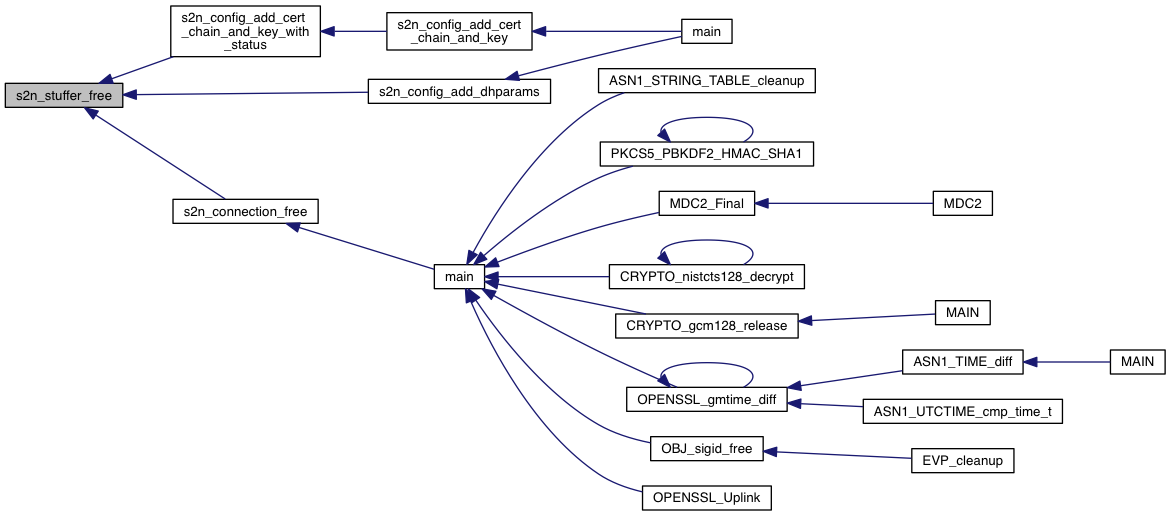 s2n_config_add_cert
_chain_and_key_with
_status
s2n_config_add_cert
_chain_and_key
main
s2n_stuffer_free
s2n_config_add_dhparams
ASN1_STRING_TABLE_cleanup
PKCS5_PBKDF2_HMAC_SHA1
s2n_connection_free
MDC2_Final
MDC2
main
CRYPTO_nistcts128_decrypt
CRYPTO_gcm128_release
MAIN
OPENSSL_gmtime_diff
ASN1_TIME_diff
MAIN
ASN1_UTCTIME_cmp_time_t
OBJ_sigid_free
EVP_cleanup
OPENSSL_Uplink